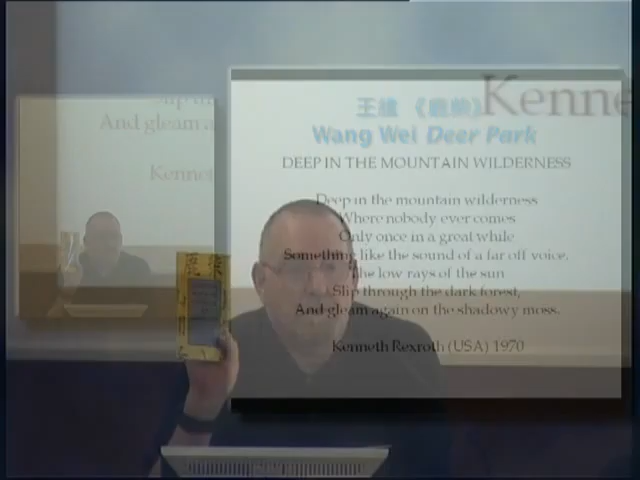 王維 《鹿柴》
Wang Wei Deer Park
DEEP IN THE MOUNTAIN WILDERNESS
Deep in the mountain wilderness
Where nobody ever comes
Only once in a great while
Something like the sound of a far off voice.
The low rays of the sun
Slip through the dark forest,
And gleam again on the shadowy moss.
Kenneth Rexroth (USA) 1970
Kenne
Slip th
And gleam a
Kennet